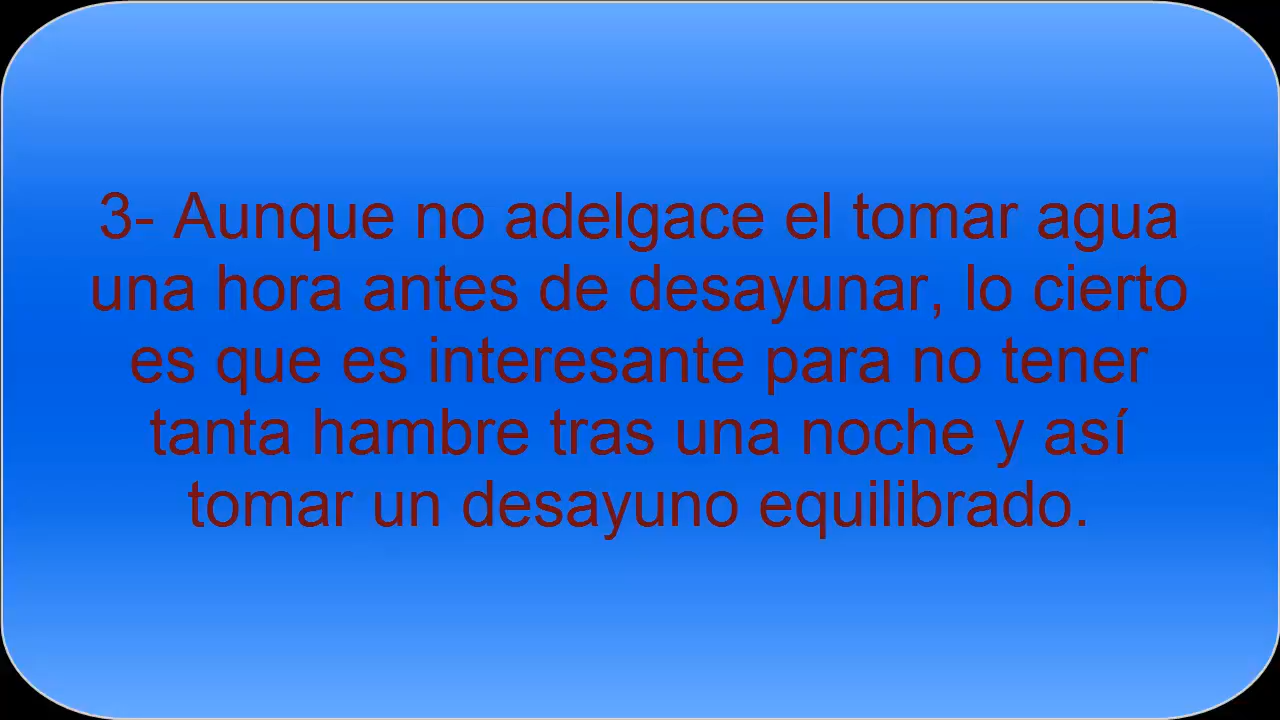 3- Aunque no adelgace el tomar agua
una hora antes de desayunar, lo cierto
es que es interesante para no tener
tanta hambre tras una noche y así
tomar un desayuno equilibrado.